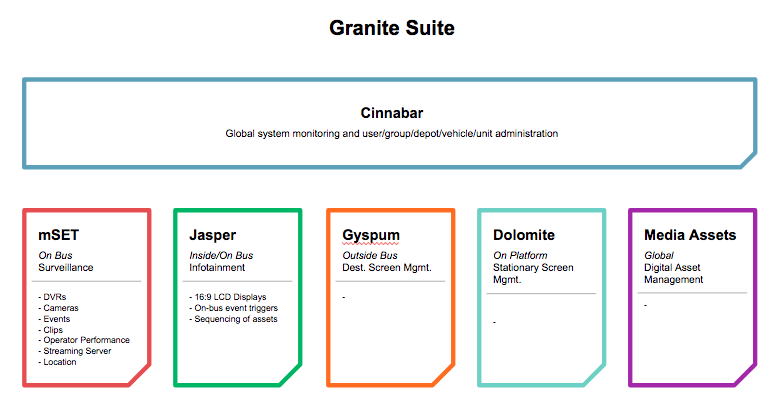 Granite Suite
Cinnabar
Global system monitoring and user/group/depot/vehicle/unit administration
mSET
On Bus
Surveillance
- DVRs
- Cameras
- Events
- Clips
- Operator Performance
- Streaming Server
- Location
Jasper
Inside/On Bus
Infotainment
- 16:9 LCD Displays
- On-bus event triggers
- Sequencing of assets
Gyspum
Outside Bus
Dest. Screen Mgmt.
-
Dolomite
On Platform
Stationary Screen
Mgmt.
-
Media Assets
Global
Digital Asset
Management
-